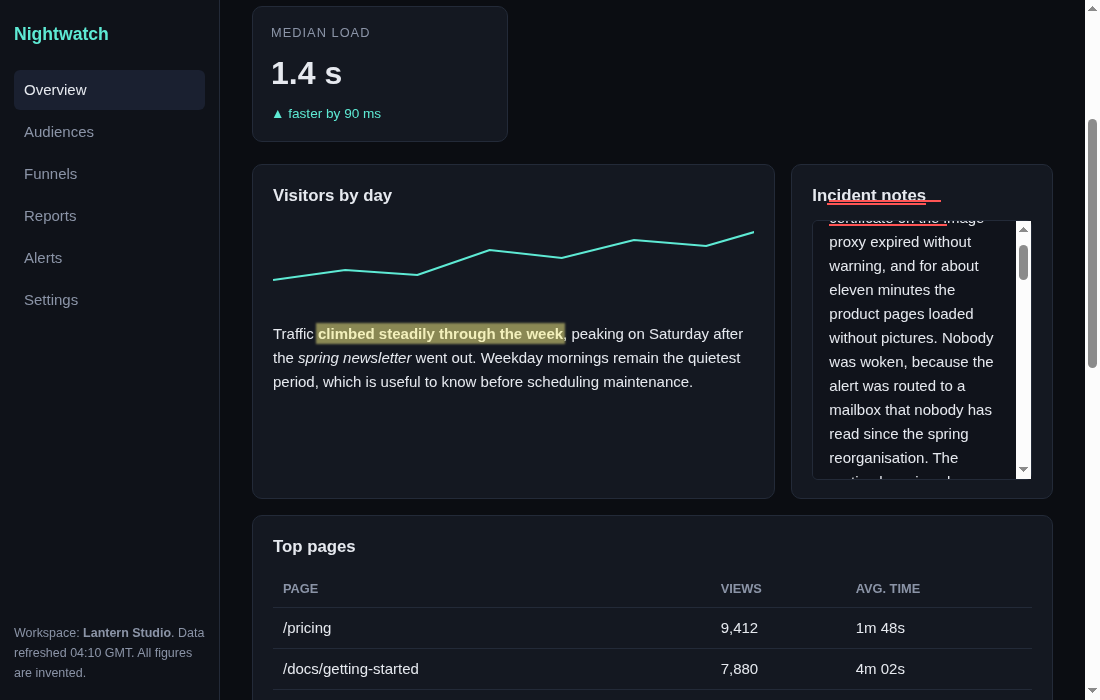 Nightwatch
Overview
Audiences
Funnels
Reports
Alerts
Settings
Workspace: Lantern Studio. Data
refreshed 04:10 GMT. All figures
are invented.
MEDIAN LOAD
1.4 s
▲ faster by 90 ms
Visitors by day
Traffic climbed steadily through the week, peaking on Saturday after
the spring newsletter went out. Weekday mornings remain the quietest
period, which is useful to know before scheduling maintenance.
Incident notes
certificate on the image
proxy expired without
warning, and for about
eleven minutes the
product pages loaded
without pictures. Nobody
was woken, because the
alert was routed to a
mailbox that nobody has
read since the spring
reorganisation. The
Top pages
PAGE VIEWS AVG. TIME
/pricing 9,412 1m 48s
/docs/getting-started 7,880 4m 02s